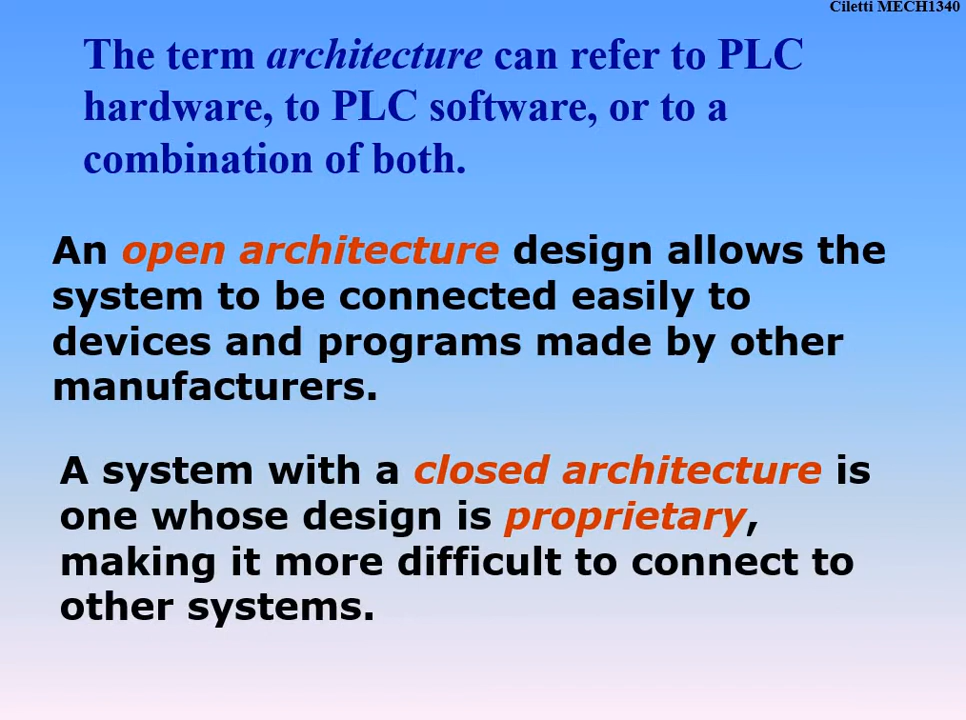 Ciletti MECH1340
The term architecture can refer to PLC
hardware, to PLC software, or to a
combination of both.
An open architecture design allows the
system to be connected easily to
devices and programs made by other
manufacturers.
A system with a closed architecture is
one whose design is proprietary,
making it more difficult to connect to
other systems.